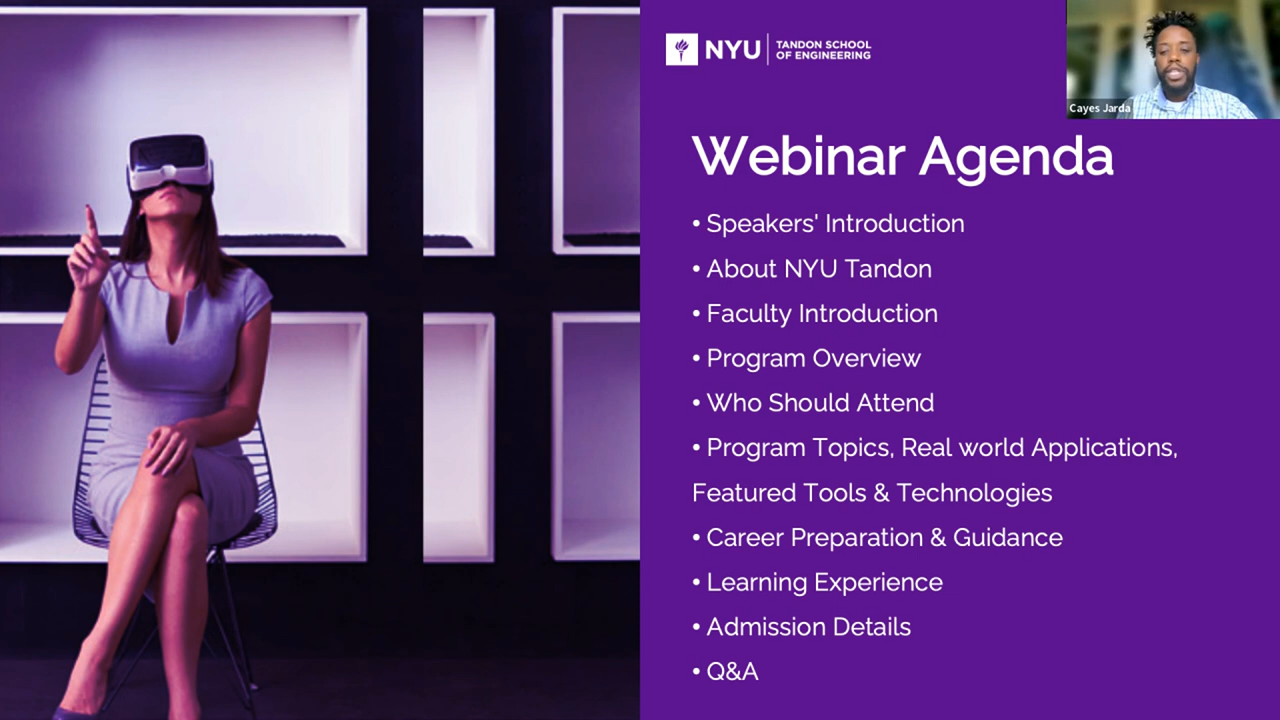 NYU
TANDON SCHOOL
OF ENGINEERING
Cayes Jarda
Webinar Agenda
• Speakers' Introduction
• About NYU Tandon
• Faculty Introduction
• Program Overview
• Who Should Attend
• Program Topics, Real world Applications,
Featured Tools & Technologies
• Career Preparation & Guidance
• Learning Experience
• Admission Details
• Q&A